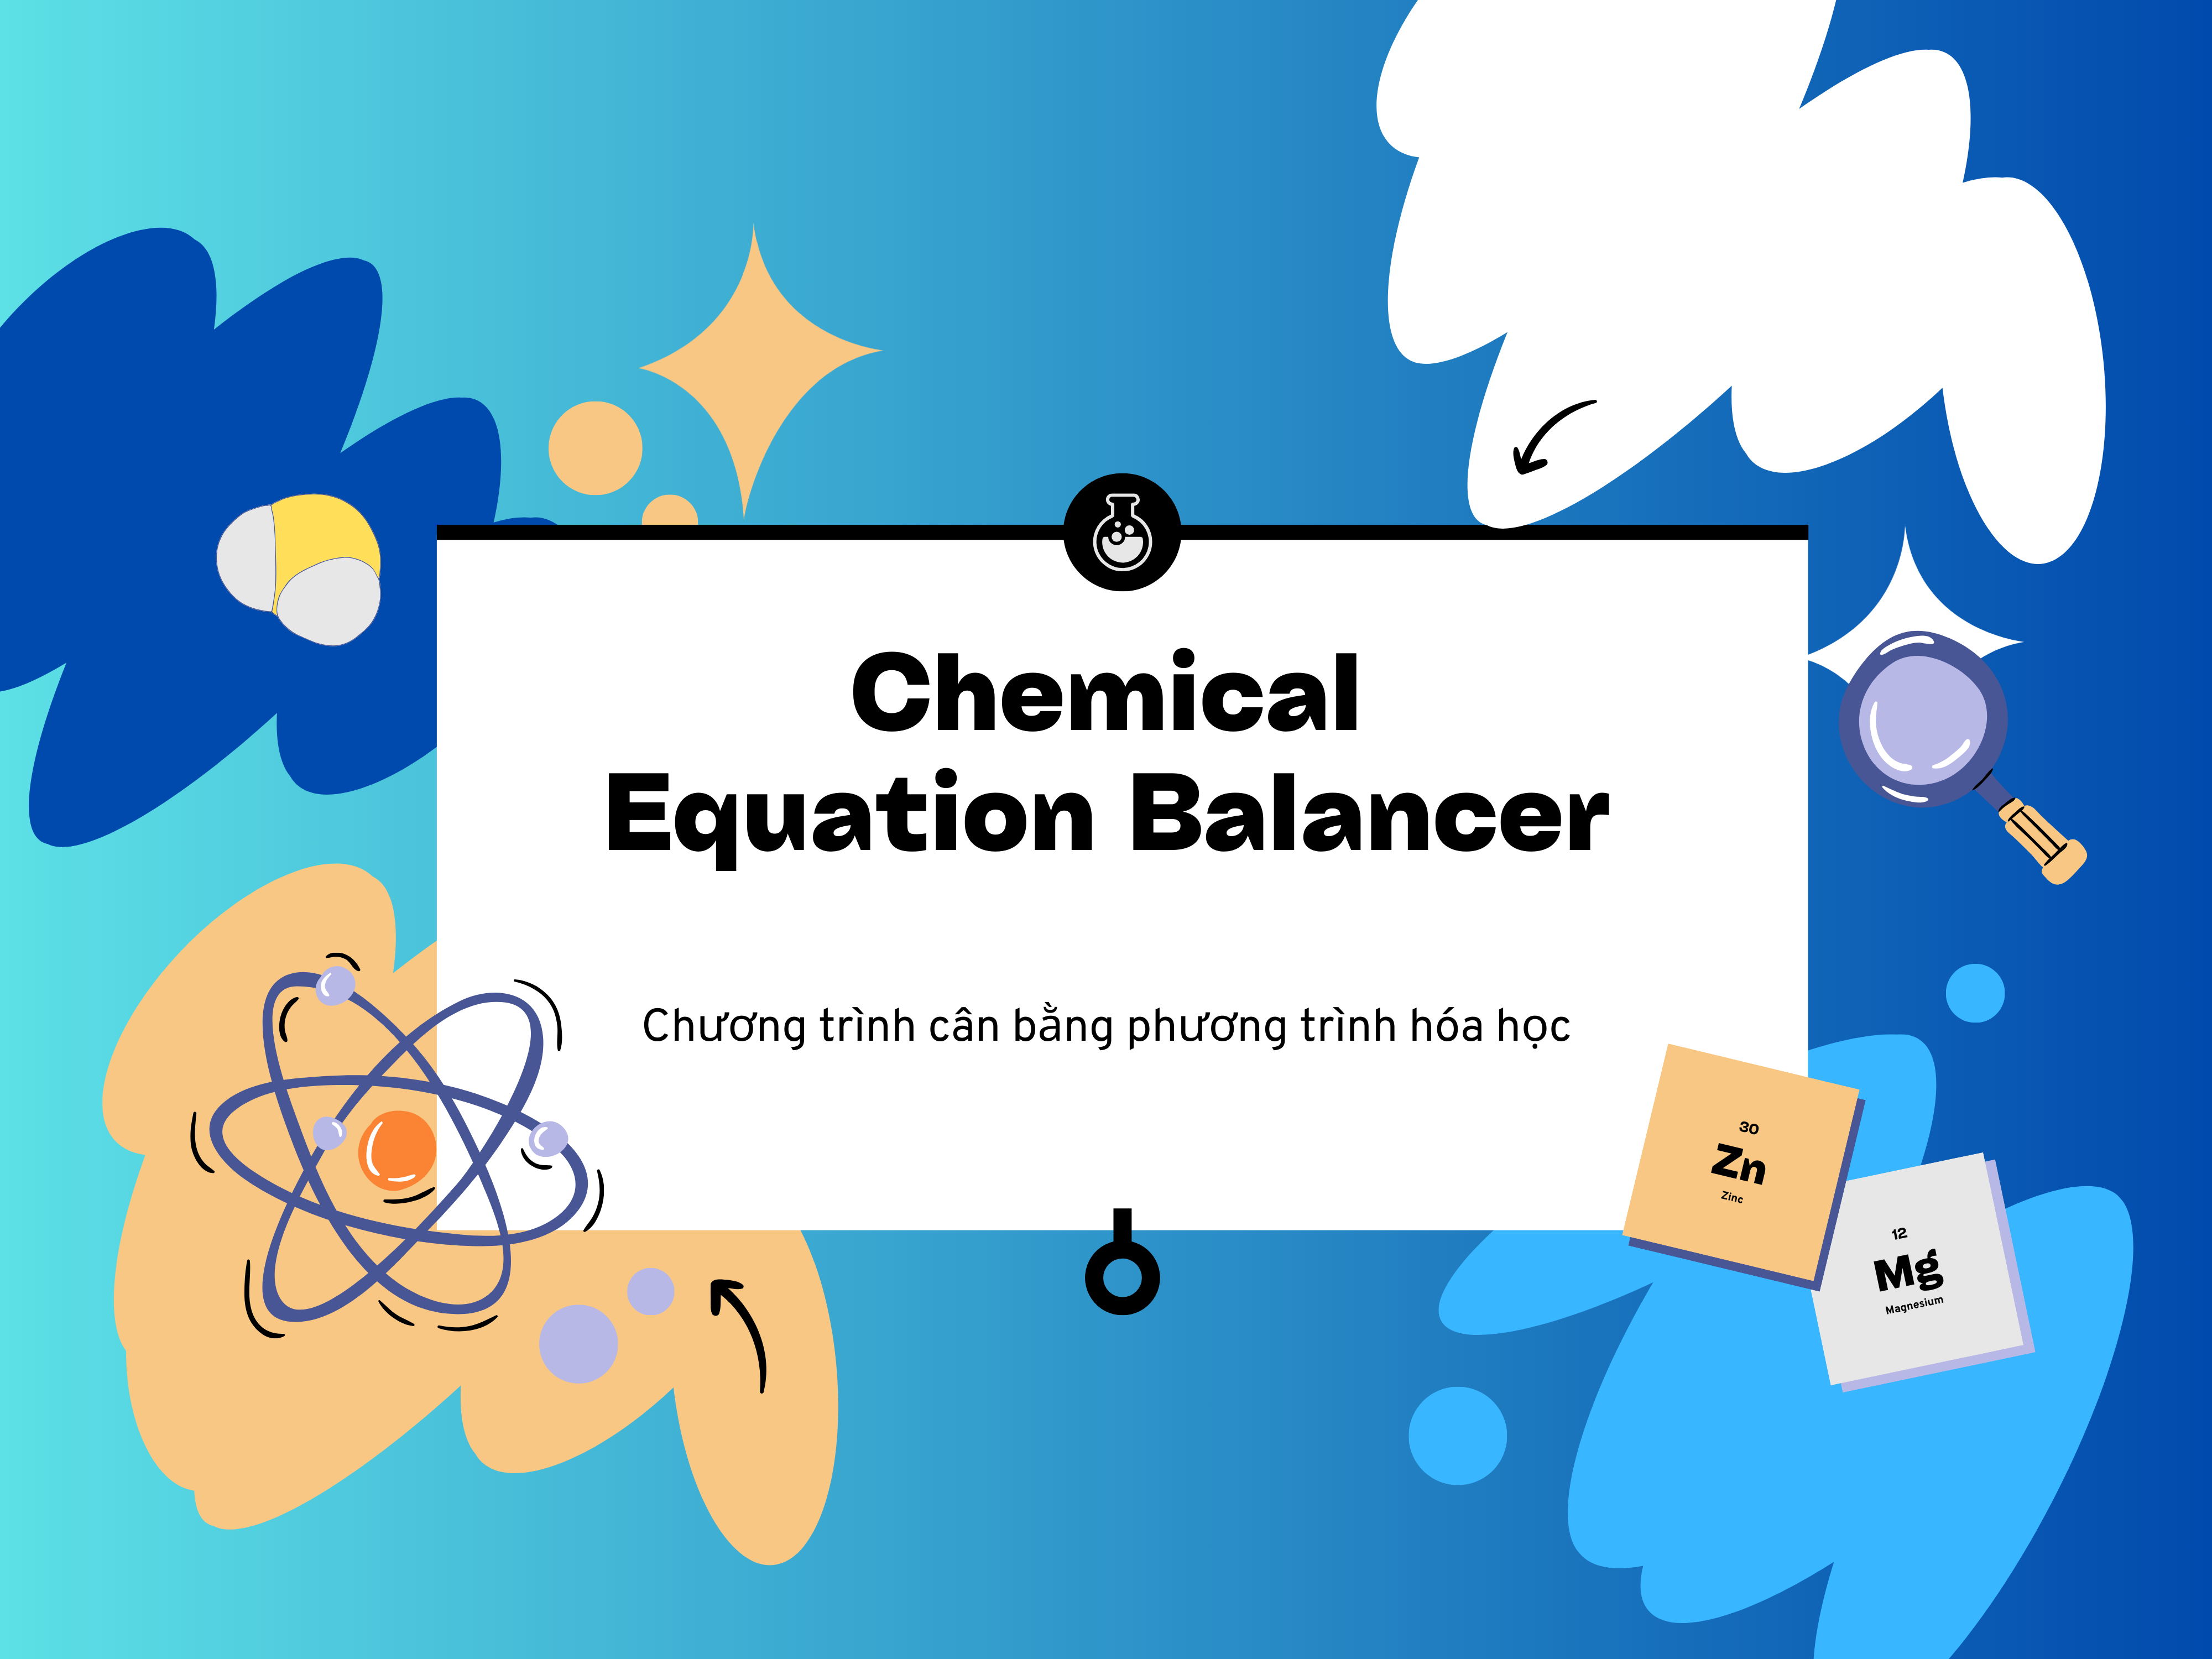 Chemical
Equation Balancer
Chương trình cân bằng phương trình hóa học
30
Zn
Zinc
12
Mg
Magnesium